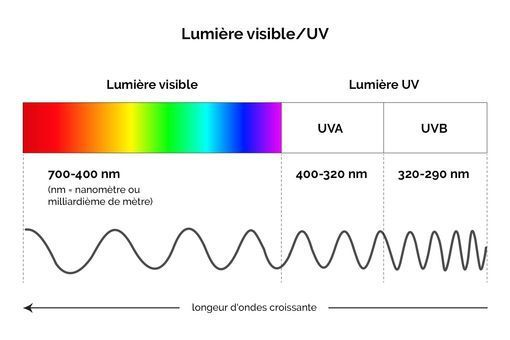 Lumière visible/UV
Lumière visible
Lumière UV
UVA
UVB
700-400 nm
(nm = nanomètre ou
milliardième de mètre)
400-320 nm
320-290 nm
longeur d'ondes croissante